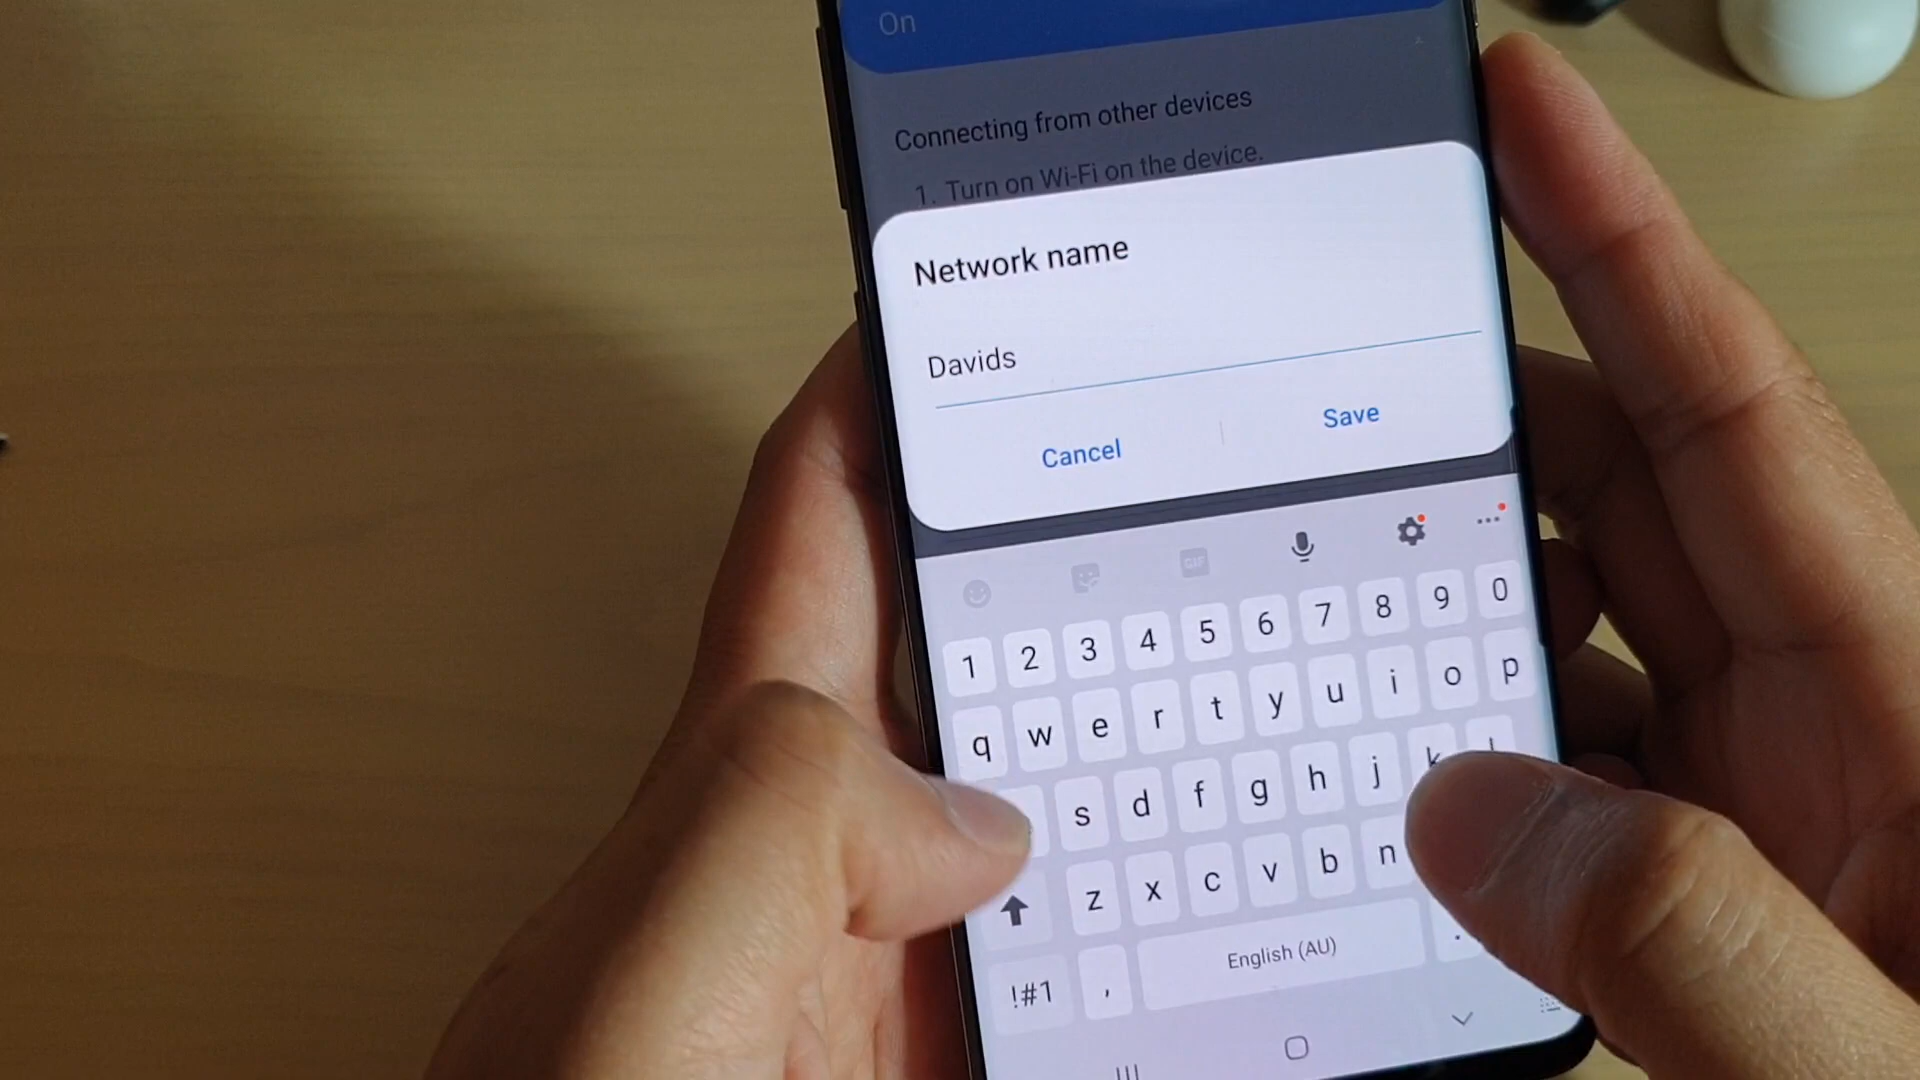 On
Connecting from other devices
1. Turn on Wi-Fi on the device.
Network name
Davids
Cancel
Save
GIF
1 2 3 4 5 6 7 8 9 0
q w e r t y u i o p
s d f g h j k l
z x c v b n
!#1 , English (AU) .